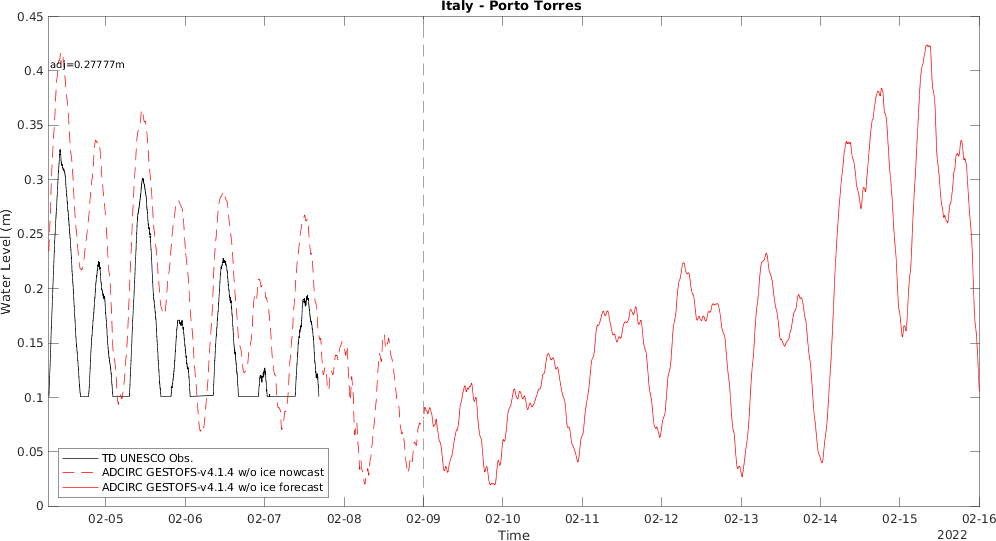 Italy - Porto Torres
0.45
0.4
0.35
0.3
0.25
0.2
0.15
0.1
0.05
0
Water Level (m)
adj=0.27777m
TD UNESCO Obs.
ADCIRC GESTOFS-v4.1.4 w/o ice nowcast
ADCIRC GESTOFS-v4.1.4 w/o ice forecast
02-05 02-06 02-07 02-08 02-09 02-10 02-11 02-12 02-13 02-14 02-15 02-16
Time
2022